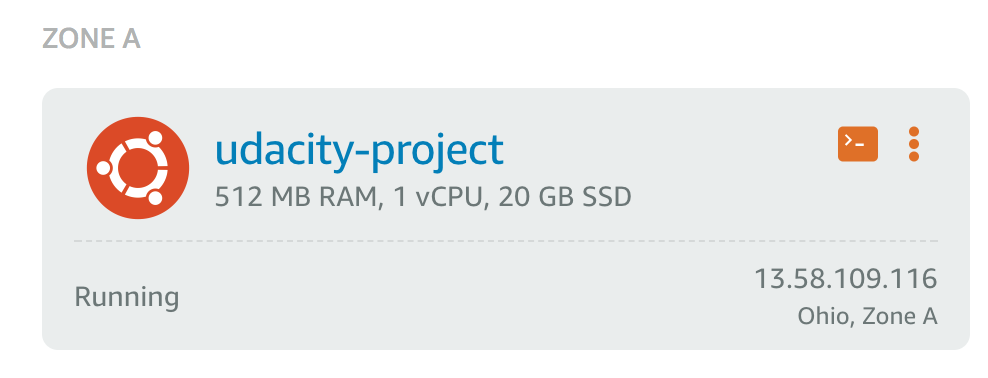 ZONE A
udacity-project
512 MB RAM, 1 vCPU, 20 GB SSD
Running
13.58.109.116
Ohio, Zone A